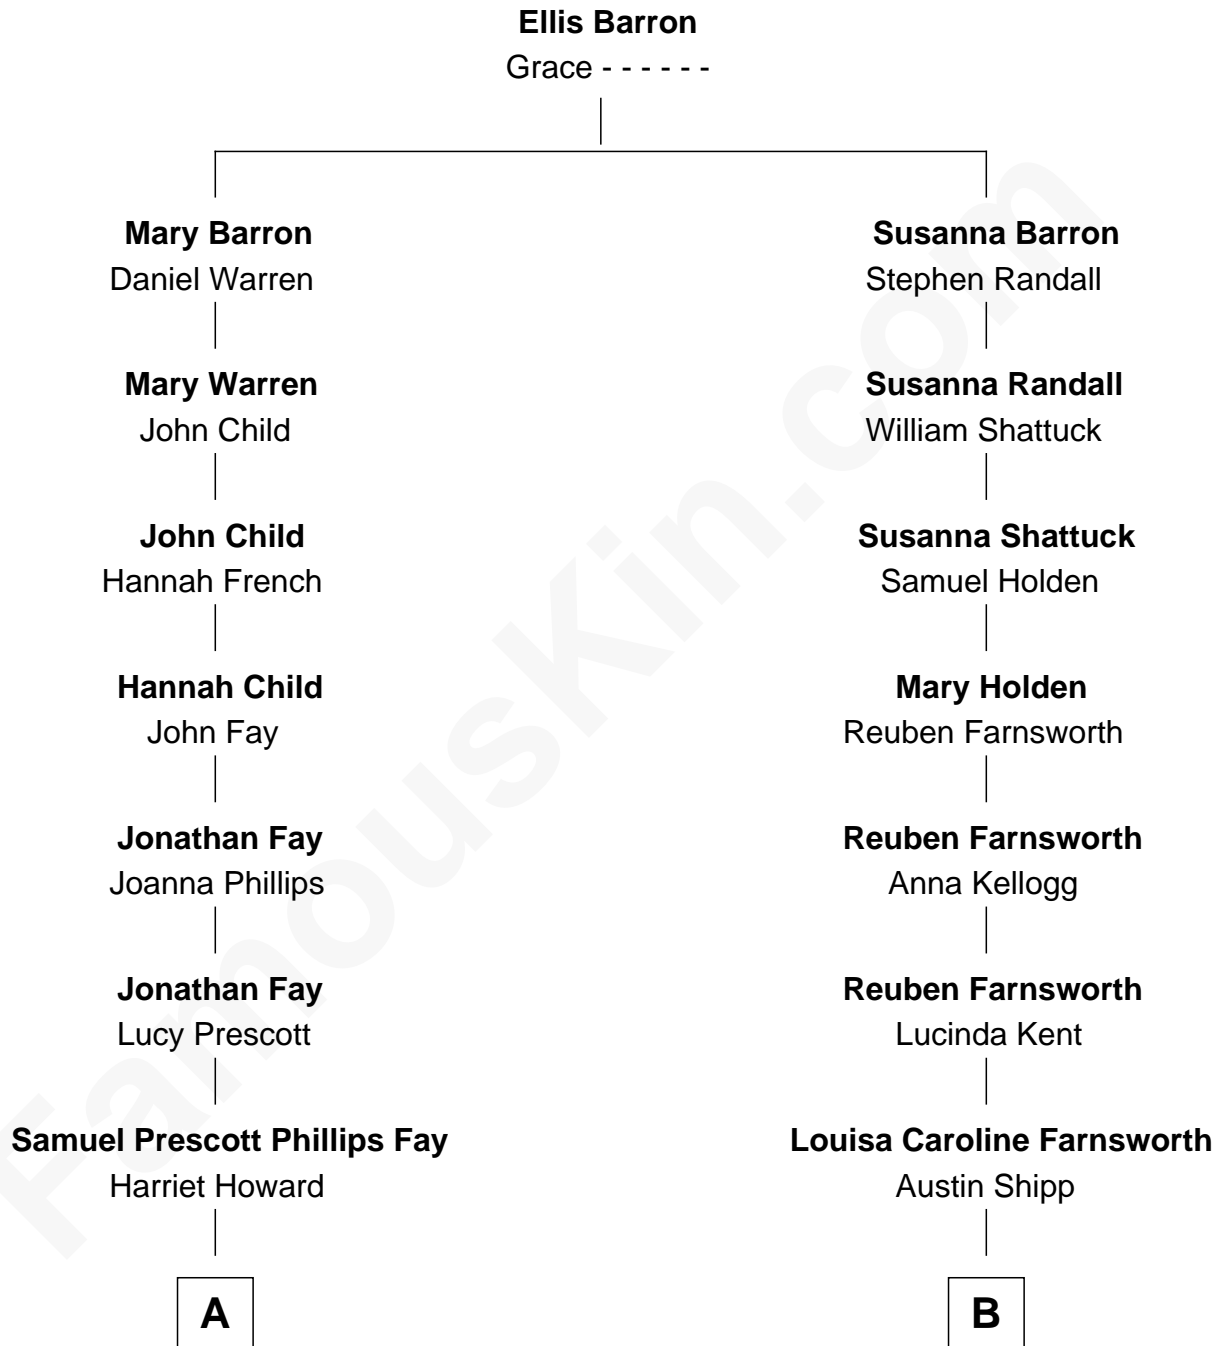 Ellis Barron
Grace - - - - - -
Mary Barron
Daniel Warren
Susanna Barron
Stephen Randall
Mary Warren
John Child
Susanna Randall
William Shattuck
John Child
Hannah French
Susanna Shattuck
Samuel Holden
Hannah Child
John Fay
Mary Holden
Reuben Farnsworth
Jonathan Fay
Joanna Phillips
Reuben Farnsworth
Anna Kellogg
Jonathan Fay
Lucy Prescott
Reuben Farnsworth
Lucinda Kent
Samuel Prescott Phillips Fay
Harriet Howard
Louisa Caroline Farnsworth
Austin Shipp
A
B
FamousKin.com